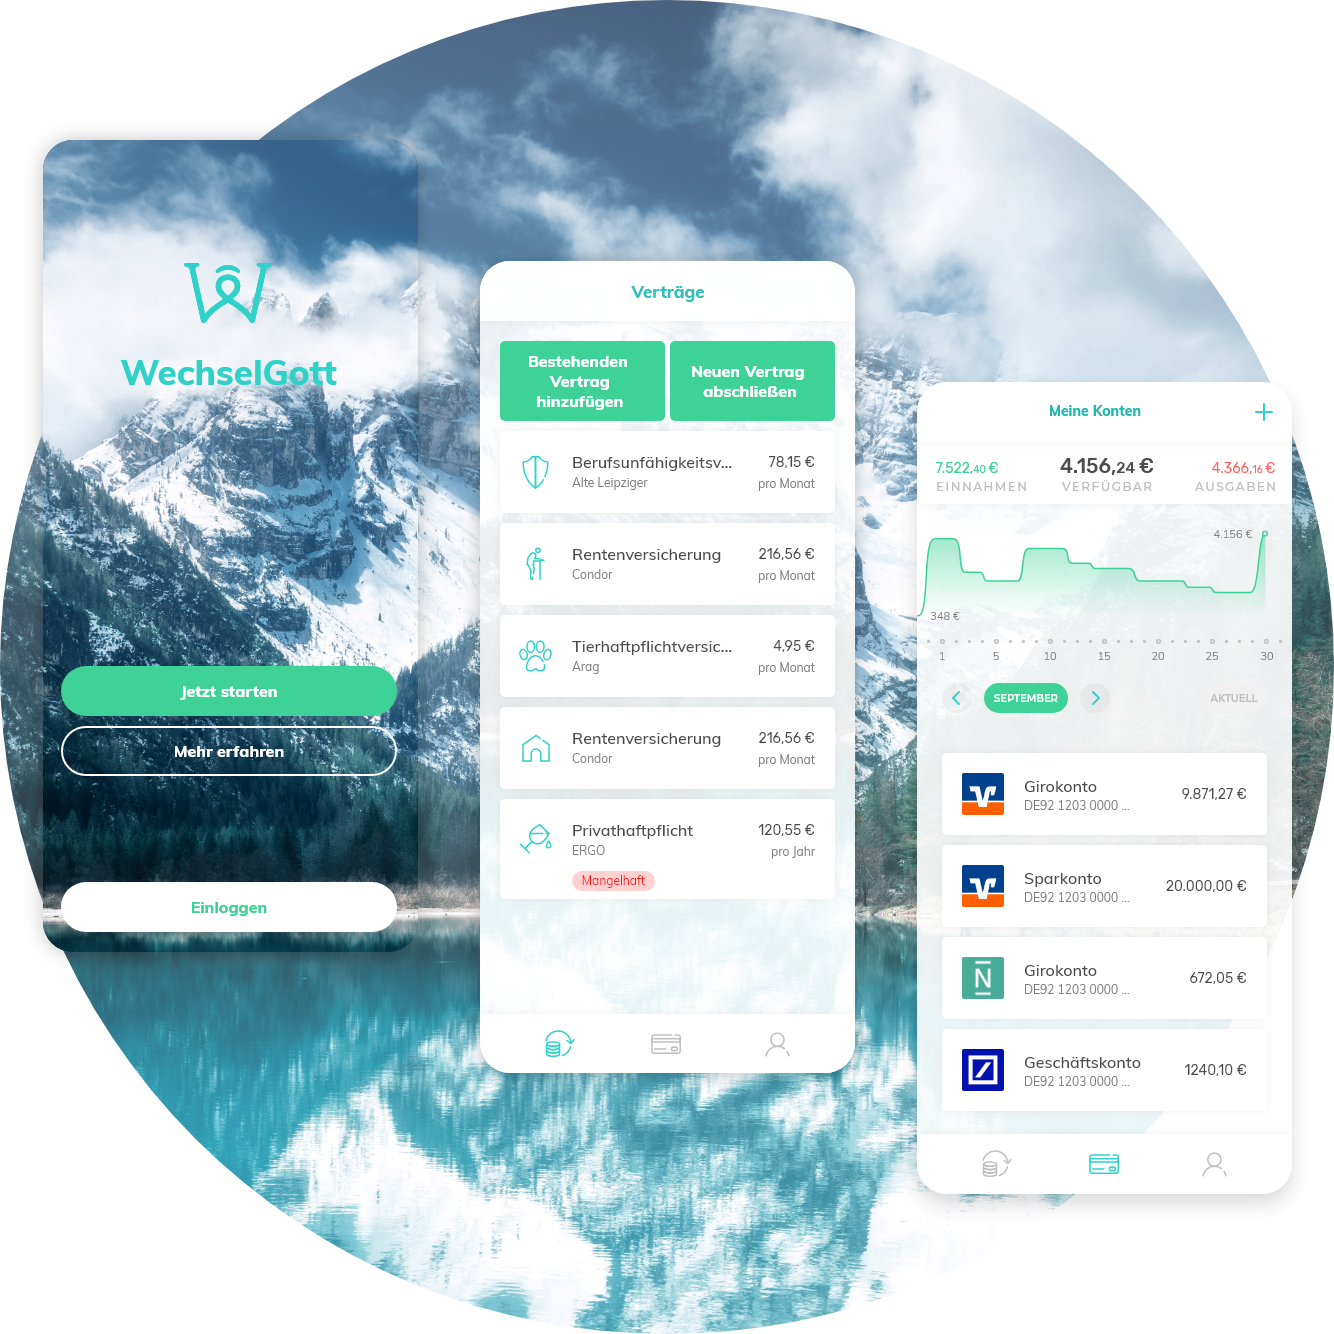 WechselGott
Jetzt starten
Mehr erfahren
Einloggen
Verträge
Bestehenden
Vertrag
hinzufügen
Neuen Vertrag
abschließen
Berufsunfähigkeitsv...
78,15 €
Alte Leipziger
pro Monat
Rentenversicherung
216,56 €
Condor
pro Monat
Tierhaftpflichtversic...
4,95 €
Arag
pro Monat
Rentenversicherung
216,56 €
Condor
pro Monat
Privathaftpflicht
120,55 €
ERGO
pro Jahr
Mangelhaft
Meine Konten
7.522,40 € 4.156,24 € 4.366,16 €
EINNAHMEN VERFÜGBAR AUSGABEN
4.156 €
348 €
1 5 10 15 20 25 30
SEPTEMBER
AKTUELL
Girokonto
9.871,27 €
DE92 1203 0000 ...
Sparkonto
20.000,00 €
DE92 1203 0000 ...
N
Girokonto
672,05 €
DE92 1203 0000 ...
Geschäftskonto
1240,10 €
DE92 1203 0000 ...